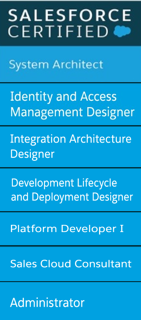 SALESFORCE
CERTIFIED
System Architect
Identity and Access
Management Designer
Integration Architecture
Designer
Development Lifecycle
and Deployment Designer
Platform Developer I
Sales Cloud Consultant
Administrator